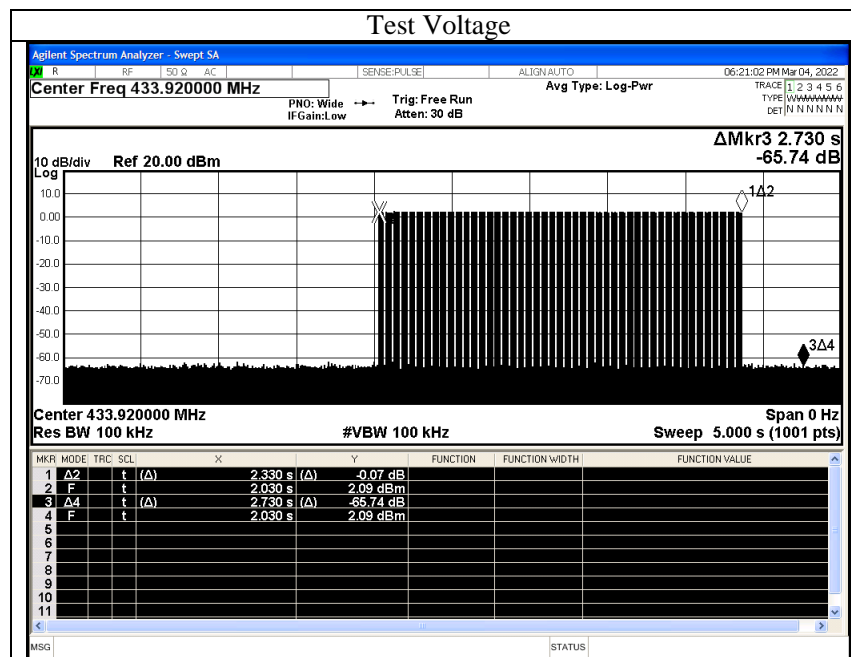 Test Voltage
Agilent Spectrum Analyzer - Swept SA
LXI R RF 50 Ω AC SENSE:PULSE ALIGN AUTO 06:21:02 PM Mar 04, 2022
Center Freq 433.920000 MHz Avg Type: Log-Pwr TRACE 1 2 3 4 5 6
PNO: Wide Trig: Free Run TYPE WWWWWW
IFGain:Low Atten: 30 dB DET N N N N N N
ΔMkr3 2.730 s
10 dB/div Ref 20.00 dBm -65.74 dB
Log
10.0
1Δ2
0.00
-10.0
-20.0
-30.0
-40.0
-50.0
-60.0
3Δ4
-70.0
Center 433.920000 MHz Span 0 Hz
Res BW 100 kHz #VBW 100 kHz Sweep 5.000 s (1001 pts)
MKR MODE TRC SCL X Y FUNCTION FUNCTION WIDTH FUNCTION VALUE
1 Δ2 t (Δ) 2.330 s (Δ) -0.07 dB
2 F t 2.030 s 2.09 dBm
3 Δ4 t (Δ) 2.730 s (Δ) -65.74 dB
4 F t 2.030 s 2.09 dBm
5
6
7
8
9
10
11
MSG STATUS